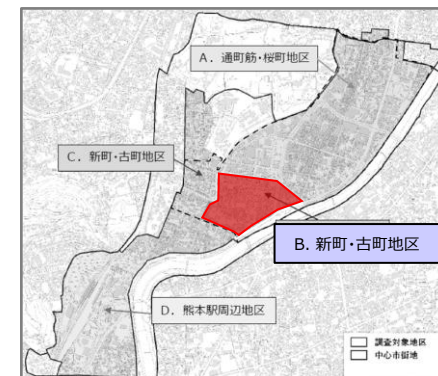 A. 通町筋・桜町地区
C. 新町・古町地区
B. 新町・古町地区
D. 熊本駅周辺地区
調査対象地区
中心市街地